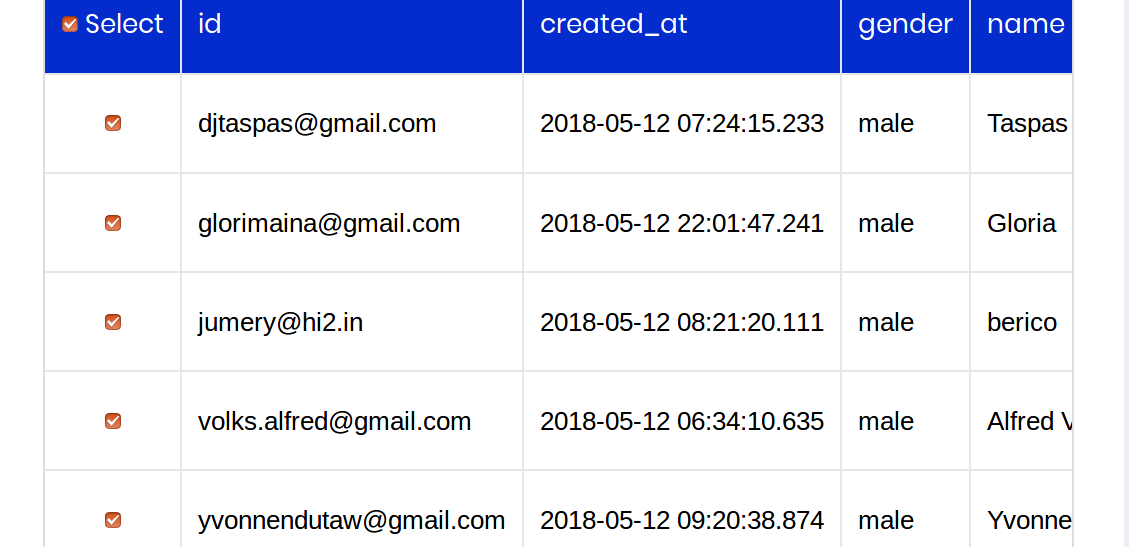 Select id created_at gender name
djtaspas@gmail.com 2018-05-12 07:24:15.233 male Taspas
glorimaina@gmail.com 2018-05-12 22:01:47.241 male Gloria
jumery@hi2.in 2018-05-12 08:21:20.111 male berico
volks.alfred@gmail.com 2018-05-12 06:34:10.635 male Alfred
yvonnendutaw@gmail.com 2018-05-12 09:20:38.874 male Yvonne